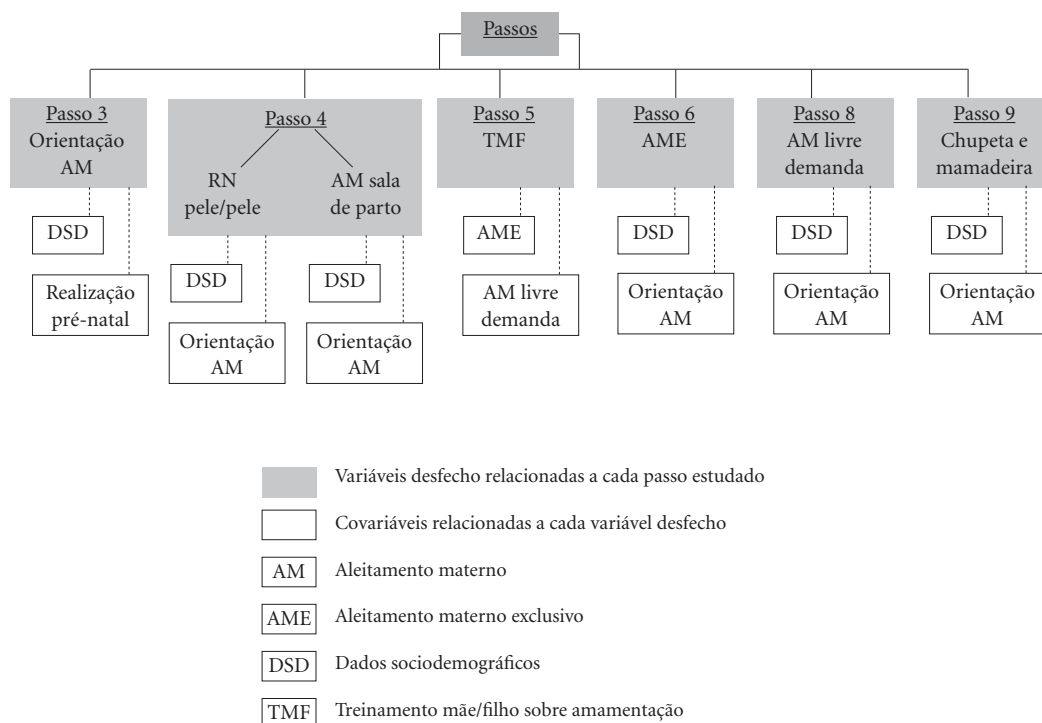 Passos
Passo 3
Orientação
AM
DSD
Realização
pré-natal
Passo 4
RN
pele/pele
DSD
Orientação
AM
AM sala
de parto
DSD
Orientação
AM
Passo 5
TMF
AME
AM livre
demanda
Passo 6
AME
DSD
Orientação
AM
Passo 8
AM livre
demanda
DSD
Orientação
AM
Passo 9
Chupeta e
mamadeira
DSD
Orientação
AM
Variáveis desfecho relacionadas a cada passo estudado
Covariáveis relacionadas a cada variável desfecho
AM Aleitamento materno
AME Aleitamento materno exclusivo
DSD Dados sociodemográficos
TMF Treinamento mãe/filho sobre amamentação